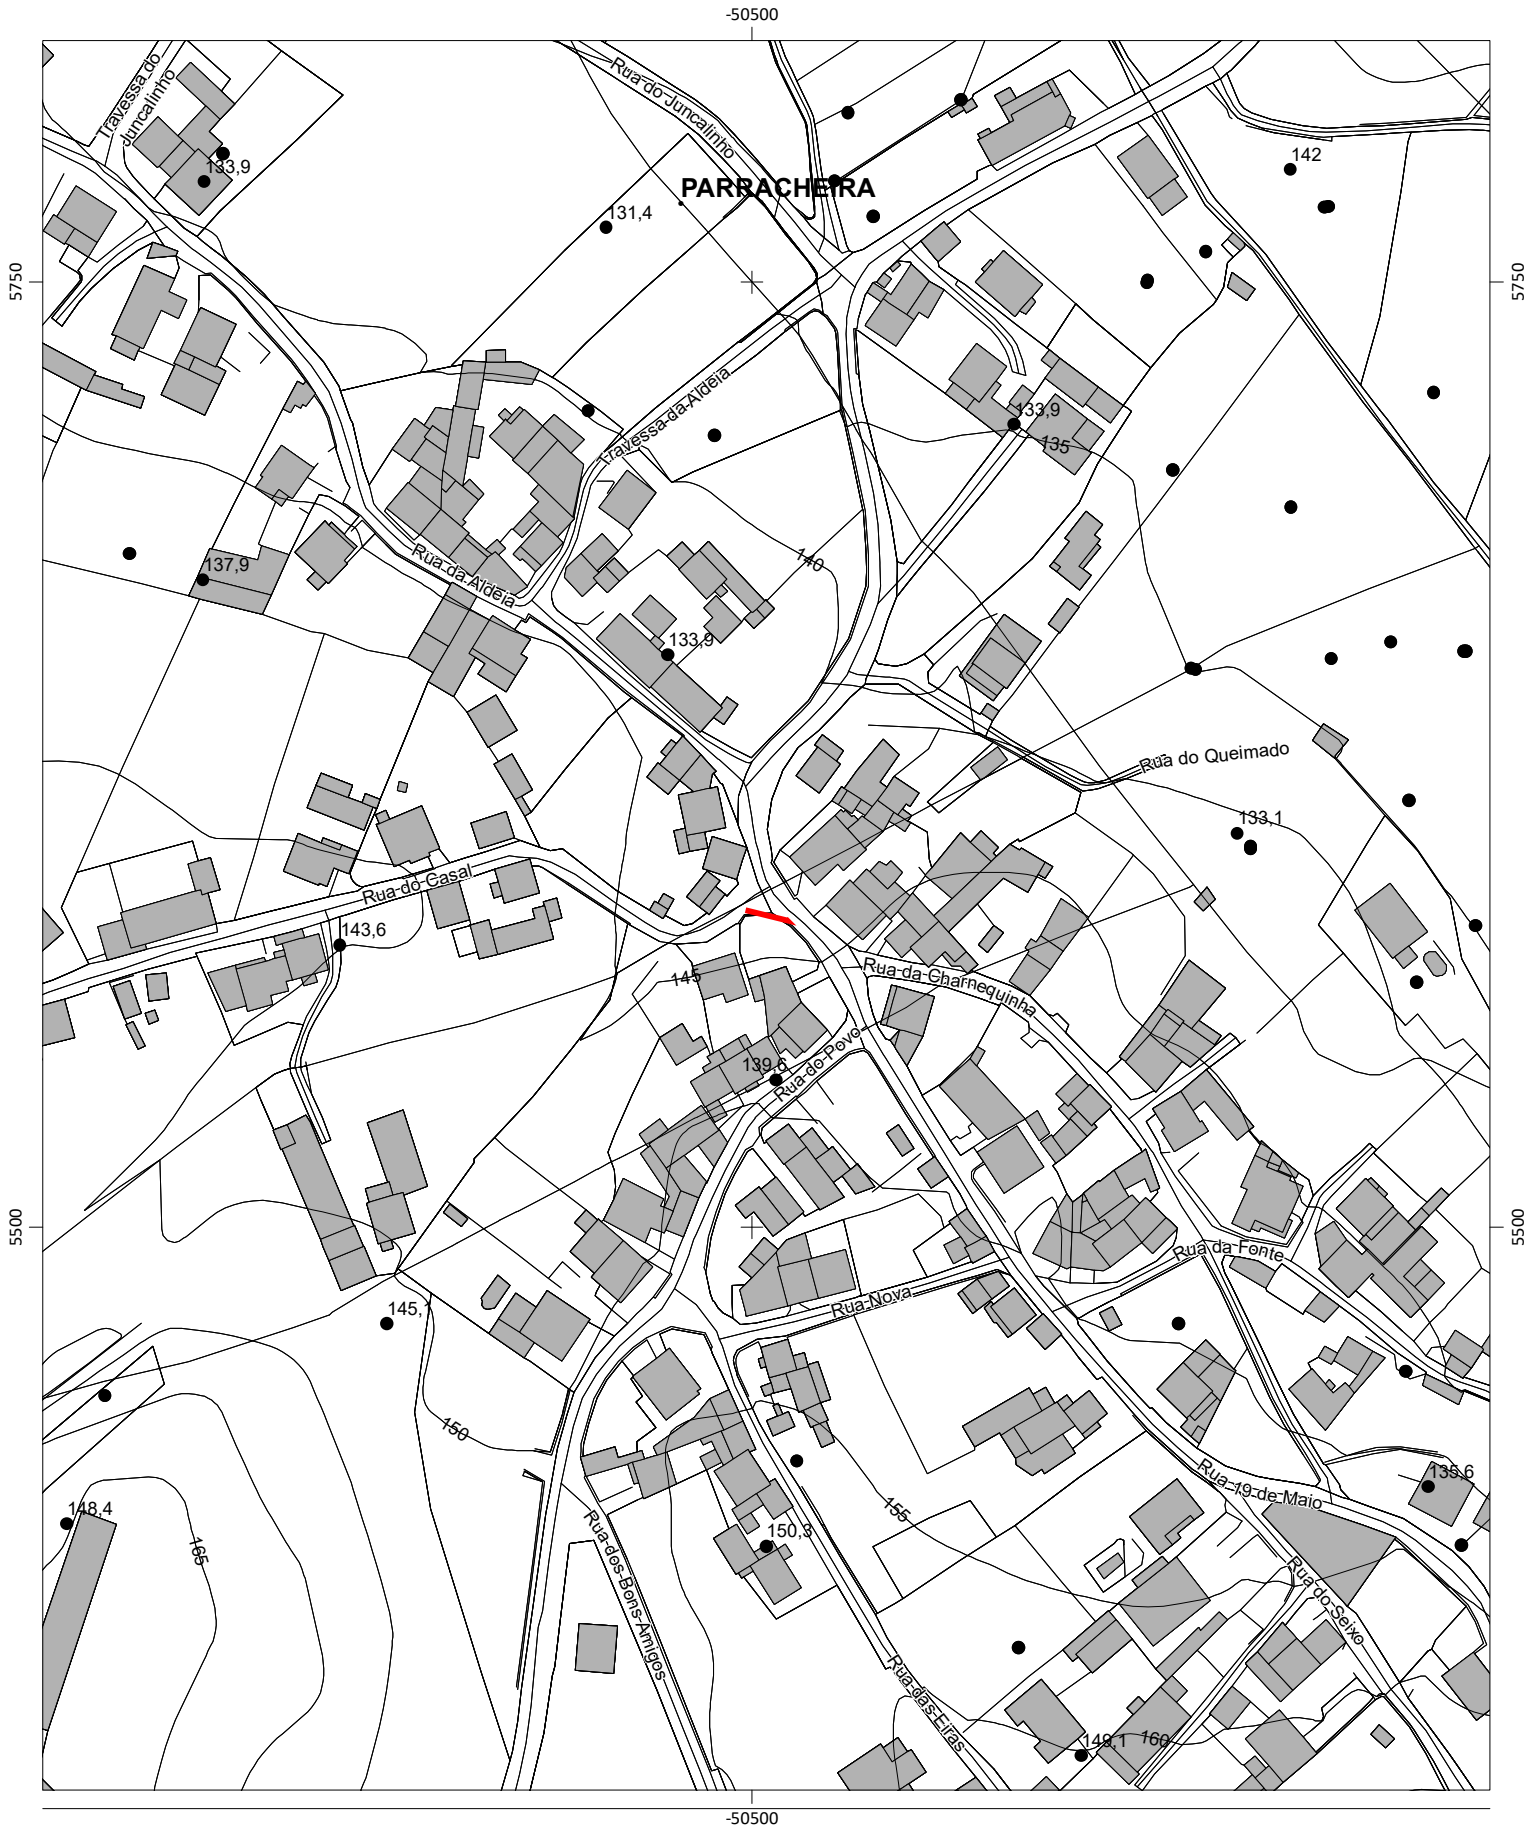 -50500
Travessa do
Juncalinho
Rua do Juncalinho
133,9
142
PARRACHEIRA
131,4
5750
5750
Travessa da Aldeia
133,9
135
140
137,9
Rua da Aldeia
133,9
Rua do Queimado
133,1
Rua do Casal
143,6
145
Rua da Charnequinha
139,6
Rua do Povo
5500
5500
Rua da Fonte
145,1
Rua Nova
150
155
Rua 19 de Maio
135,6
148,4
165
150,3
Rua dos Bons Amigos
Rua do Seixo
Rua das Eiras
149,1
160
-50500